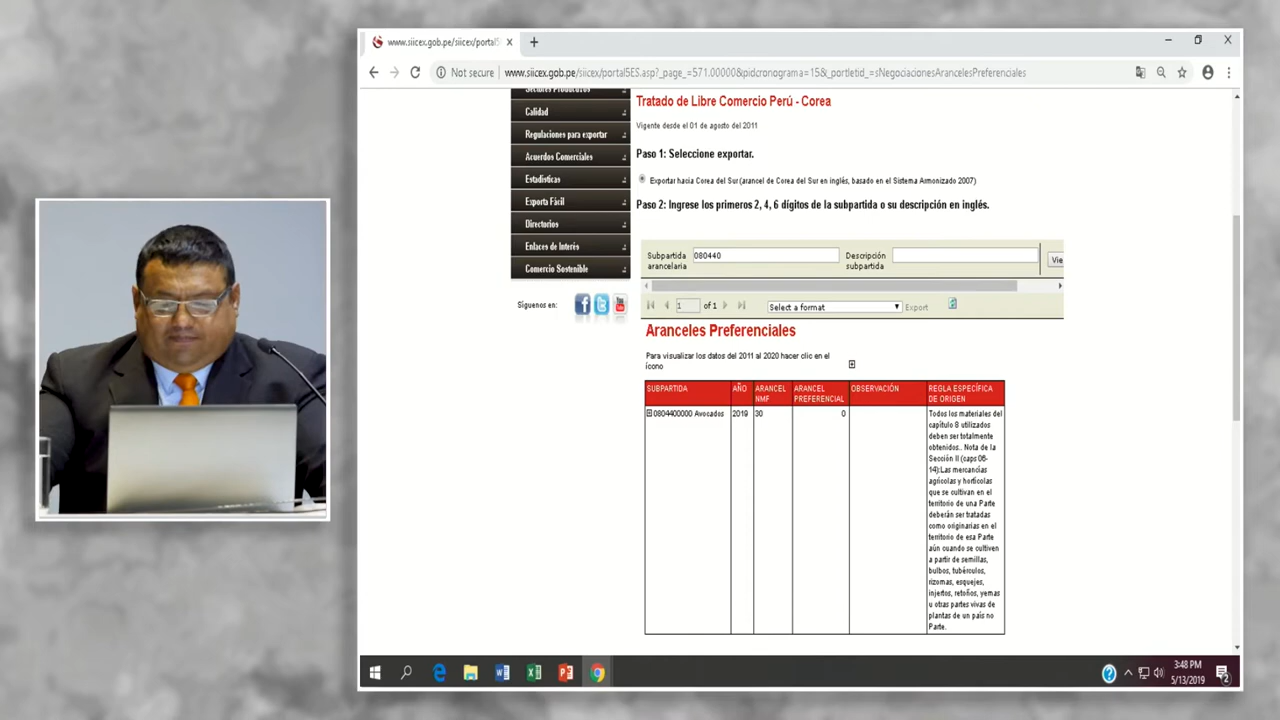 www.siicex.gob.pe/siicex/portal5
Not secure
www.siicex.gob.pe/siicex/portal5ES.asp?_page_=571.00000&pidcronograma=15&_portletid_=sNegociacionesArancelesPreferenciales
Sectores Productivos
Calidad
Regulaciones para exportar
Acuerdos Comerciales
Estadísticas
Exporta Fácil
Directorios
Enlaces de Interés
Comercio Sostenible
Síguenos en:
Tratado de Libre Comercio Perú - Corea
Vigente desde el 01 de agosto del 2011
Paso 1: Seleccione exportar.
Exportar hacia Corea del Sur (arancel de Corea del Sur en inglés, basado en el Sistema Armonizado 2007)
Paso 2: Ingrese los primeros 2, 4, 6 dígitos de la subpartida o su descripción en inglés.
Subpartida
arancelaria
080440
Descripción
subpartida
Vie
1
of 1
Select a format
Export
Aranceles Preferenciales
Para visualizar los datos del 2011 al 2020 hacer clic en el
ícono
SUBPARTIDA
AÑO
ARANCEL
NMF
ARANCEL
PREFERENCIAL
OBSERVACIÓN
REGLA ESPECÍFICA
DE ORIGEN
0804400000 Avocados
2019
30
0
Todos los materiales del
capítulo 8 utilizados
deben ser totalmente
obtenidos.. Nota de la
Sección II (caps 06-
14):Las mercancías
agrícolas y hortícolas
que se cultivan en el
territorio de una Parte
deberán ser tratadas
como originarias en el
territorio de esa Parte
aún cuando se cultiven
a partir de semillas,
bulbos, tubérculos,
rizomas, esquejes,
injertos, retoños, yemas
u otras partes vivas de
plantas de un país no
Parte.
3:48 PM
5/13/2019
2